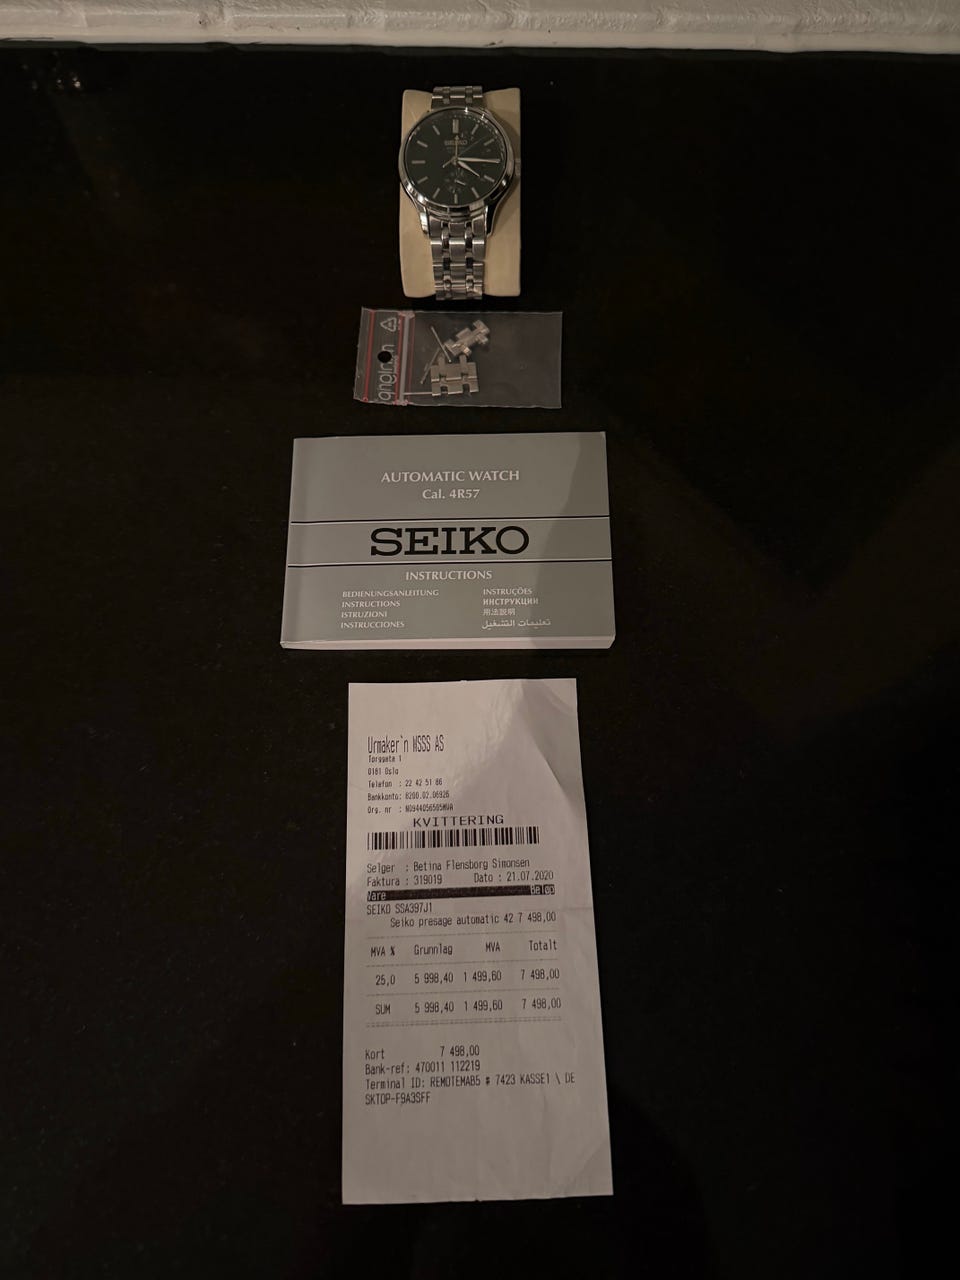 SEIKO
AUTOMATIC WATCH
Cal. 4R57
SEIKO
INSTRUCTIONS
BEDIENUNGSANLEITUNG
INSTRUCTIONS
ISTRUZIONI
INSTRUCCIONES
INSTRUÇÕES
ИНСТРУКЦИИ
用法說明
تعليمات التشغيل
Urmaker`n MSSS AS
Torggata 1
0181 Oslo
Telefon : 22 42 51 86
Bankkonto: 8200.02.06926
Org. nr : NO944056505MVA
KVITTERING
Selger : Betina Flensborg Simonsen
Faktura : 319019 Dato : 21.07.2020
Vare Beløp
SEIKO SSA397J1
Seiko presage automatic 42 7 498,00
MVA % Grunnlag MVA Totalt
25,0 5 998,40 1 499,60 7 498,00
SUM 5 998,40 1 499,60 7 498,00
Kort 7 498,00
Bank-ref: 470011 112219
Terminal ID: REMOTEMAB5 # 7423 KASSE1 \ DE
SKTOP-F9A3SFF